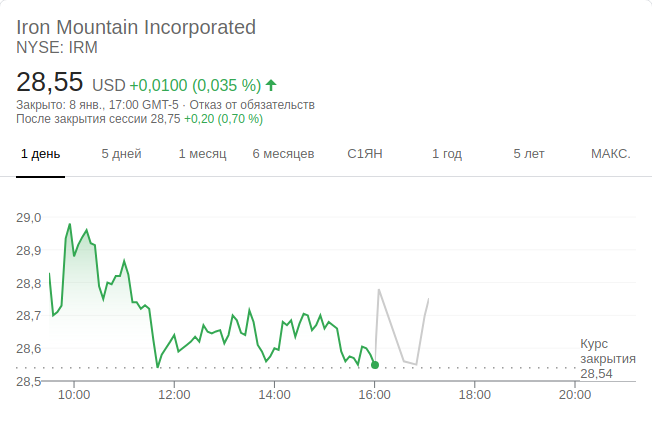 Iron Mountain Incorporated
NYSE: IRM
28,55 USD +0,0100 (0,035 %)
Закрыто: 8 янв., 17:00 GMT-5 · Отказ от обязательств
После закрытия сессии 28,75 +0,20 (0,70 %)
1 день 5 дней 1 месяц 6 месяцев С1ЯН 1 год 5 лет МАКС.
29,0
28,9
28,8
28,7
28,6
28,5
Курс
закрытия
28,54
10:00 12:00 14:00 16:00 18:00 20:00